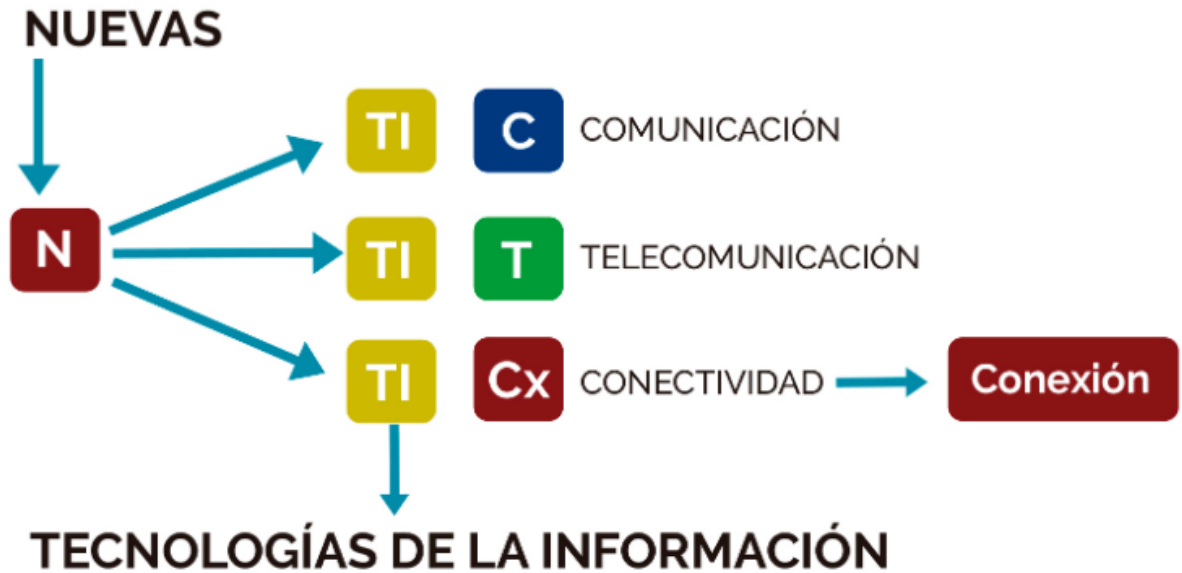 NUEVAS
TI C COMUNICACIÓN
N TI T TELECOMUNICACIÓN
TI Cx CONECTIVIDAD Conexión
TECNOLOGÍAS DE LA INFORMACIÓN